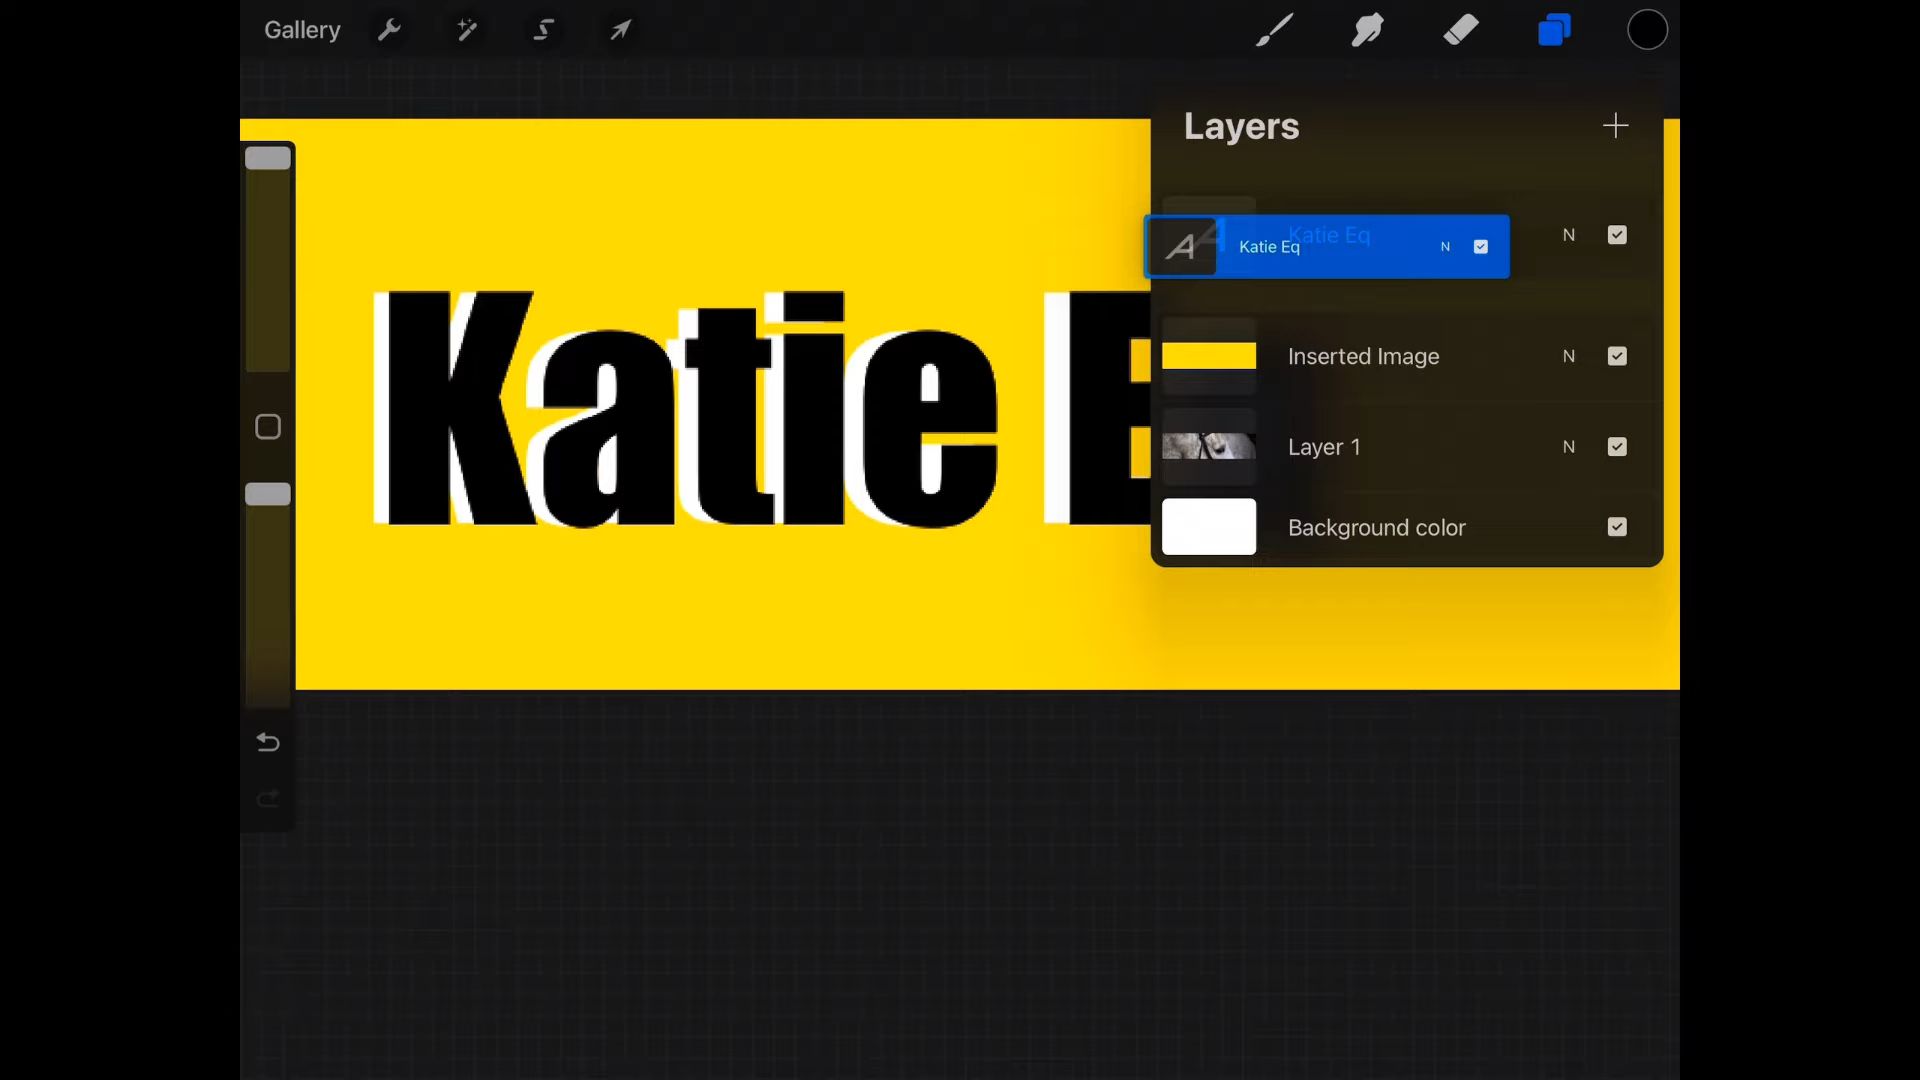 Gallery
Layers
Katie Eq N
Katie Eq N
Inserted Image N
Layer 1 N
Background color
Katie E